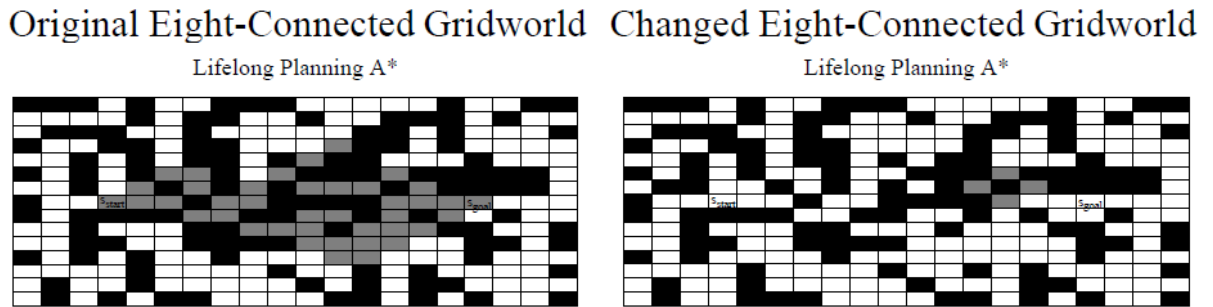 Original Eight-Connected Gridworld
Lifelong Planning A*
sstart
sgoal
Changed Eight-Connected Gridworld
Lifelong Planning A*
sstart
sgoal